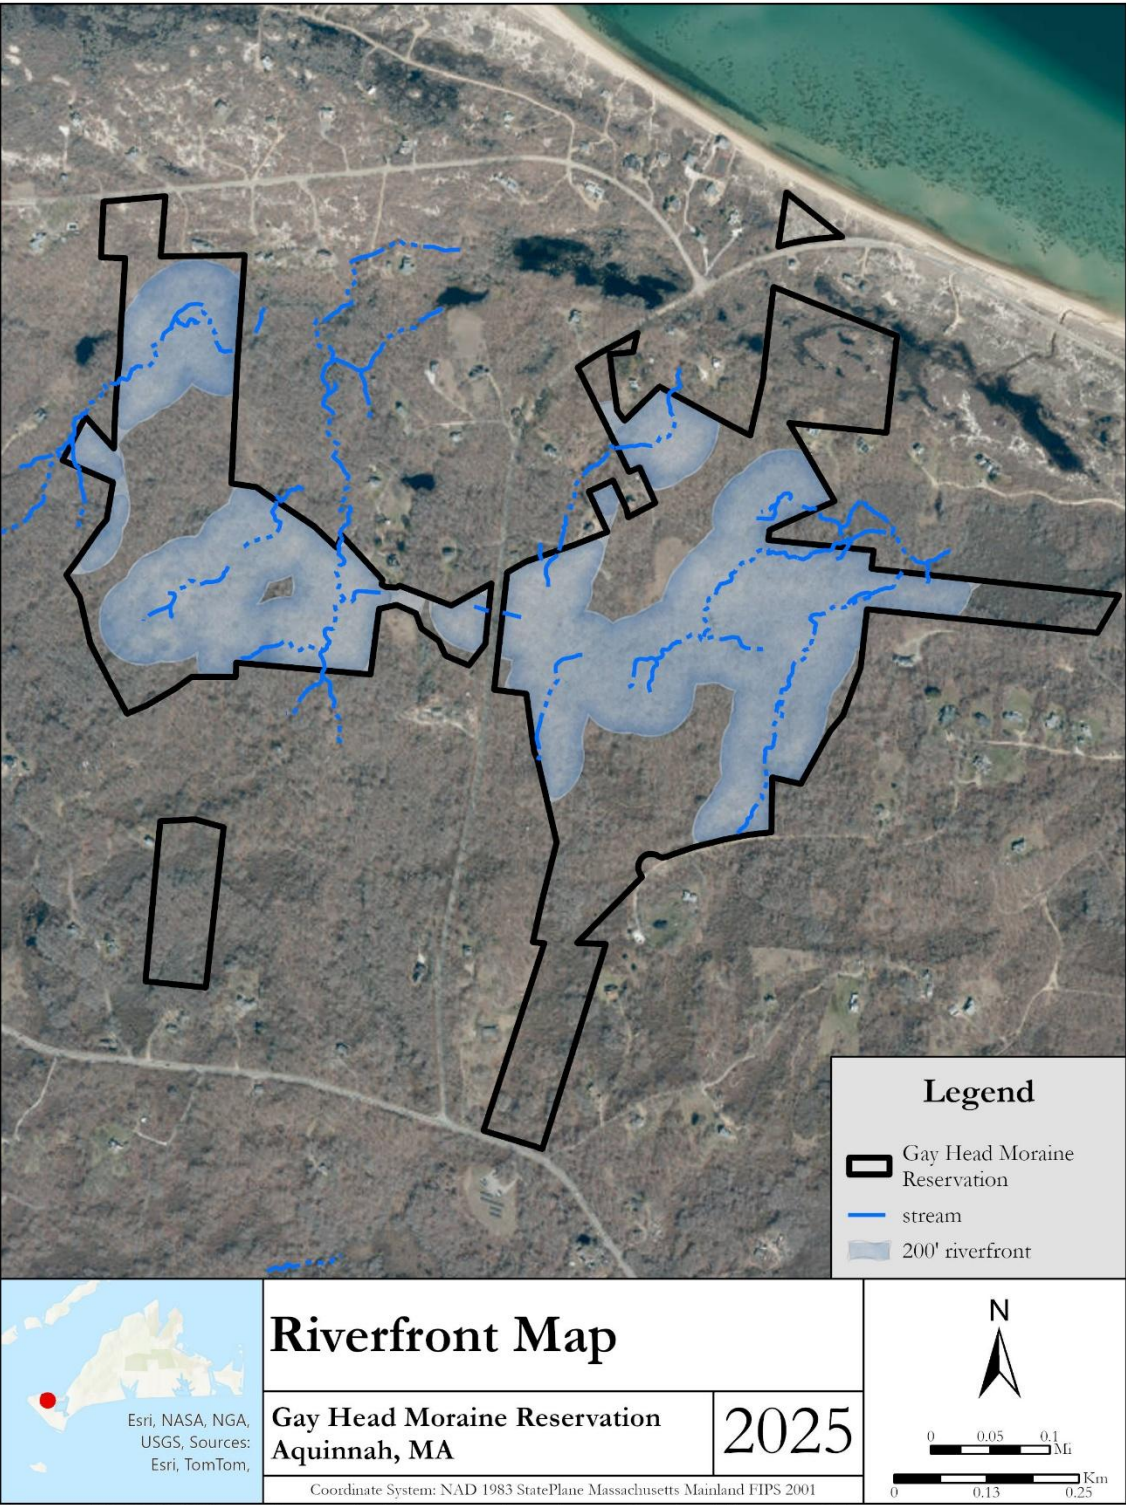 Legend
Gay Head Moraine
Reservation
stream
200' riverfront
Esri, NASA, NGA,
USGS, Sources:
Esri, TomTom,
Riverfront Map
Gay Head Moraine Reservation
Aquinnah, MA
2025
Coordinate System: NAD 1983 StatePlane Massachusetts Mainland FIPS 2001
N
0 0.05 0.1
Mi
Km
0 0.13 0.25